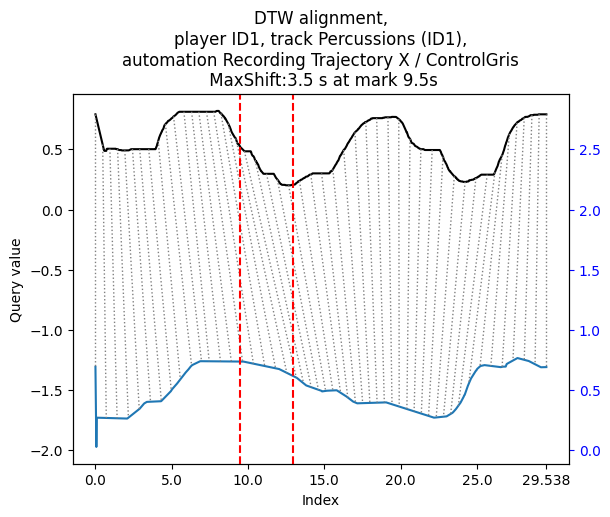 DTW alignment,
player ID1, track Percussions (ID1),
automation Recording Trajectory X / ControlGris
MaxShift:3.5 s at mark 9.5s
Query value
0.5
0.0
−0.5
−1.0
−1.5
−2.0
2.5
2.0
1.5
1.0
0.5
0.0
0.0 5.0 10.0 15.0 20.0 25.0 29.538
Index